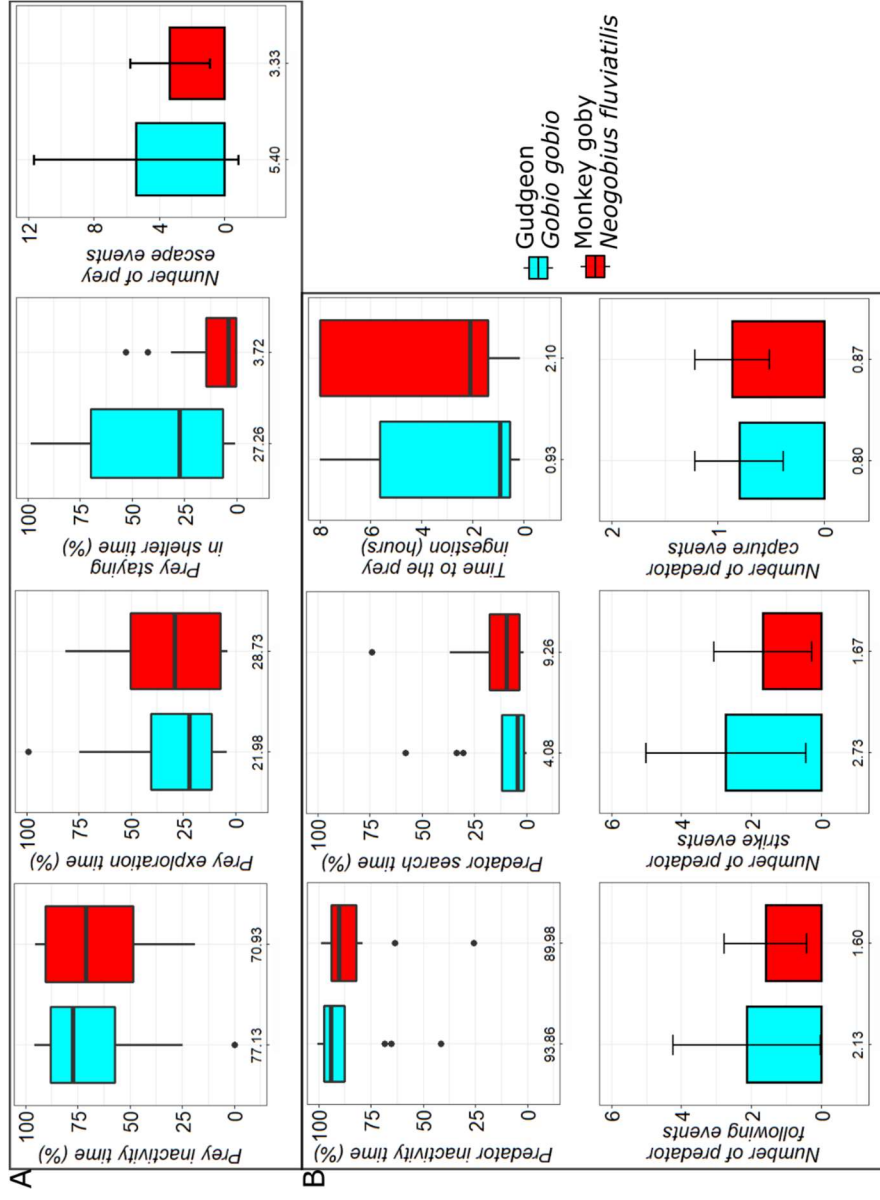 A
Prey inactivity time (%)
100
75
50
25
0
77.13
70.93
Prey exploration time (%)
100
75
50
25
0
21.98
28.73
Prey staying
in shelter time (%)
100
75
50
25
0
27.26
3.72
Number of prey
escape events
12
8
4
0
5.40
3.33
B
Predator inactivity time (%)
100
75
50
25
0
93.86
89.98
Predator search time (%)
100
75
50
25
0
4.08
9.26
Time to the prey
ingestion (hours)
8
6
4
2
0
0.93
2.10
Gudgeon
Gobio gobio
Monkey goby
Neogobius fluviatilis
Number of predator
following events
6
4
2
0
2.13
1.60
Number of predator
strike events
6
4
2
0
2.73
1.67
Number of predator
capture events
2
1
0
0.80
0.87